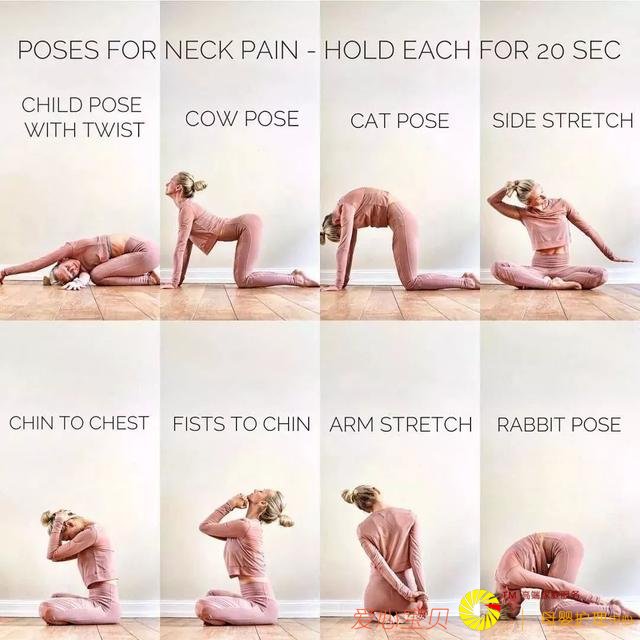 POSES FOR NECK PAIN - HOLD EACH FOR 20 SEC
CHILD POSE
WITH TWIST
COW POSE
CAT POSE
SIDE STRETCH
CHIN TO CHEST
FISTS TO CHIN
ARM STRETCH
RABBIT POSE